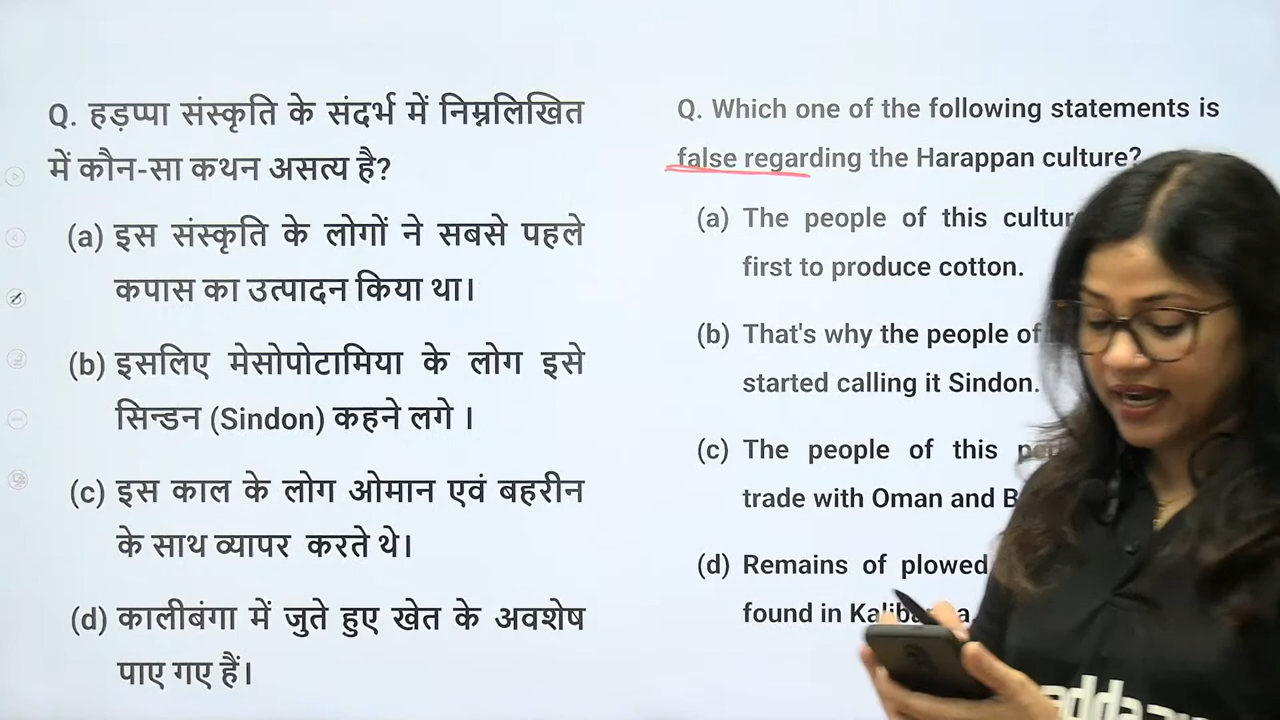 Q. हड़प्पा संस्कृति के संदर्भ में निम्नलिखित
में कौन-सा कथन असत्य है?
(a) इस संस्कृति के लोगों ने सबसे पहले
कपास का उत्पादन किया था।
(b) इसलिए मेसोपोटामिया के लोग इसे
सिन्डन (Sindon) कहने लगे ।
(c) इस काल के लोग ओमान एवं बहरीन
के साथ व्यापर करते थे।
(d) कालीबंगा में जुते हुए खेत के अवशेष
पाए गए हैं।
Q. Which one of the following statements is
false regarding the Harappan culture?
(a) The people of this
first to produce cotton.
(b) That's why the people of
started calling it Sindon.
(c) The people of this
trade with Oman and
(d) Remains of plowed
found in